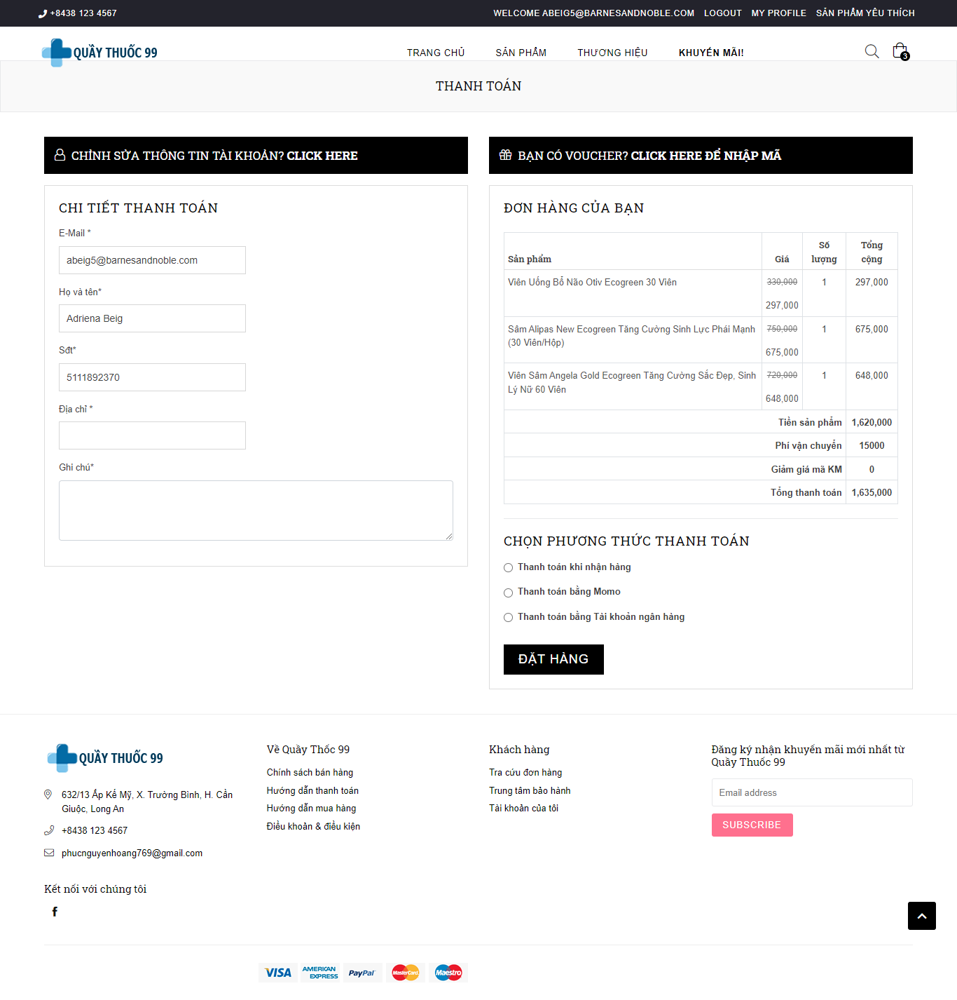 +8438 123 4567
WELCOME ABEIG5@BARNESANDNOBLE.COM LOGOUT MY PROFILE SẢN PHẨM YÊU THÍCH
QUẦY THUỐC 99
TRANG CHỦ SẢN PHẨM THƯƠNG HIỆU KHUYẾN MÃI!
3
THANH TOÁN
CHỈNH SỬA THÔNG TIN TÀI KHOẢN? CLICK HERE
CHI TIẾT THANH TOÁN
E-Mail *
abeig5@barnesandnoble.com
Họ và tên*
Adriena Beig
Sđt*
5111892370
Địa chỉ *
Ghi chú*
BẠN CÓ VOUCHER? CLICK HERE ĐỂ NHẬP MÃ
ĐƠN HÀNG CỦA BẠN
Sản phẩm Giá Số lượng Tổng cộng
Viên Uống Bổ Não Otiv Ecogreen 30 Viên 330,000 1 297,000
297,000
Sâm Alipas New Ecogreen Tăng Cường Sinh Lực Phái Mạnh 750,000 1 675,000
(30 Viên/Hộp)
675,000
Viên Sâm Angela Gold Ecogreen Tăng Cường Sắc Đẹp, Sinh 720,000 1 648,000
Lý Nữ 60 Viên
648,000
Tiền sản phẩm 1,620,000
Phí vận chuyển 15000
Giảm giá mã KM 0
Tổng thanh toán 1,635,000
CHỌN PHƯƠNG THỨC THANH TOÁN
Thanh toán khi nhận hàng
Thanh toán bằng Momo
Thanh toán bằng Tài khoản ngân hàng
ĐẶT HÀNG
QUẦY THUỐC 99
632/13 Ấp Kế Mỹ, X. Trường Bình, H. Cần
Giuộc, Long An
+8438 123 4567
phucnguyenhoang769@gmail.com
Kết nối với chúng tôi
Về Quầy Thốc 99
Chính sách bán hàng
Hướng dẫn thanh toán
Hướng dẫn mua hàng
Điều khoản & điều kiện
Khách hàng
Tra cứu đơn hàng
Trung tâm bảo hành
Tài khoản của tôi
Đăng ký nhận khuyến mãi mới nhất từ
Quầy Thuốc 99
Email address
SUBSCRIBE
VISA
AMERICAN EXPRESS
PayPal
MasterCard
Maestro